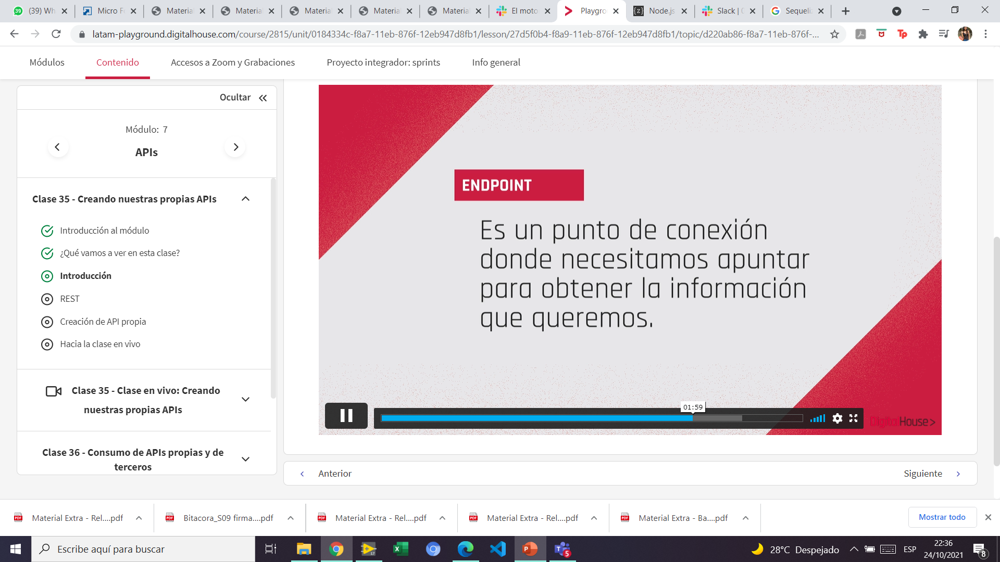 (39) Wh
Micro F
Material
Material
Material
Material
Material
El moto
Playgro
Node.js
Slack |
Sequeli
latam-playground.digitalhouse.com/course/2815/unit/0184334c-f8a7-11eb-876f-12eb947d8fb1/lesson/27d5f0b4-f8a9-11eb-876f-12eb947d8fb1/topic/d220ab86-f8a7-11eb-876f-...
Módulos
Contenido
Accesos a Zoom y Grabaciones
Proyecto integrador: sprints
Info general
Ocultar
Módulo: 7
APIs
Clase 35 - Creando nuestras propias APIs
Introducción al módulo
¿Qué vamos a ver en esta clase?
Introducción
REST
Creación de API propia
Hacia la clase en vivo
Clase 35 - Clase en vivo: Creando
nuestras propias APIs
Clase 36 - Consumo de APIs propias y de
terceros
ENDPOINT
Es un punto de conexión
donde necesitamos apuntar
para obtener la información
que queremos.
01:59
DigitalHouse>
Anterior
Siguiente
Material Extra - Rel....pdf
Bitacora_S09 firma....pdf
Material Extra - Rel....pdf
Material Extra - Rel....pdf
Material Extra - Ba....pdf
Mostrar todo
Escribe aquí para buscar
28°C Despejado
ESP
22:36
24/10/2021
8